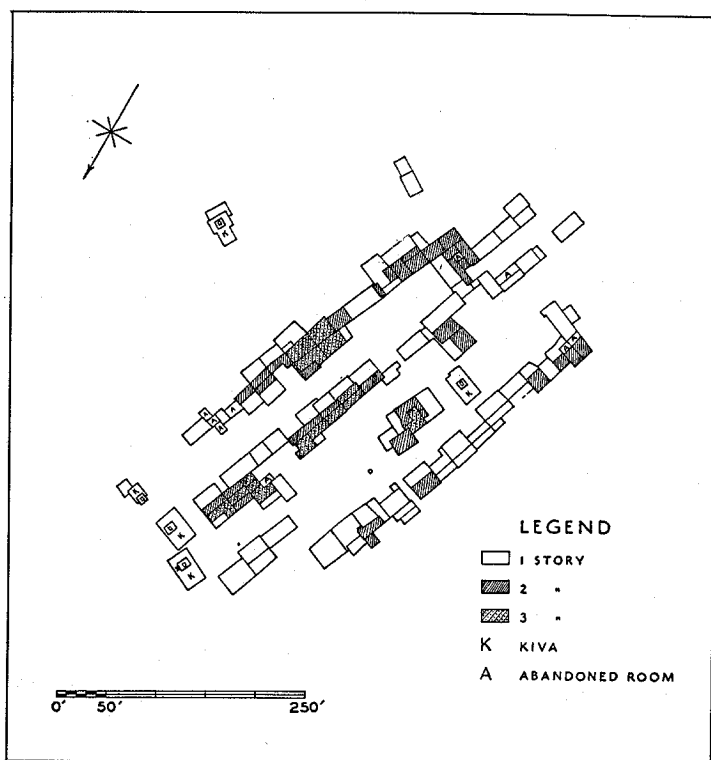 K
A
A
K
A
A
K
K
K
LEGEND
1 STORY
2 "
3 "
K KIVA
A ABANDONED ROOM
0' 50' 250'